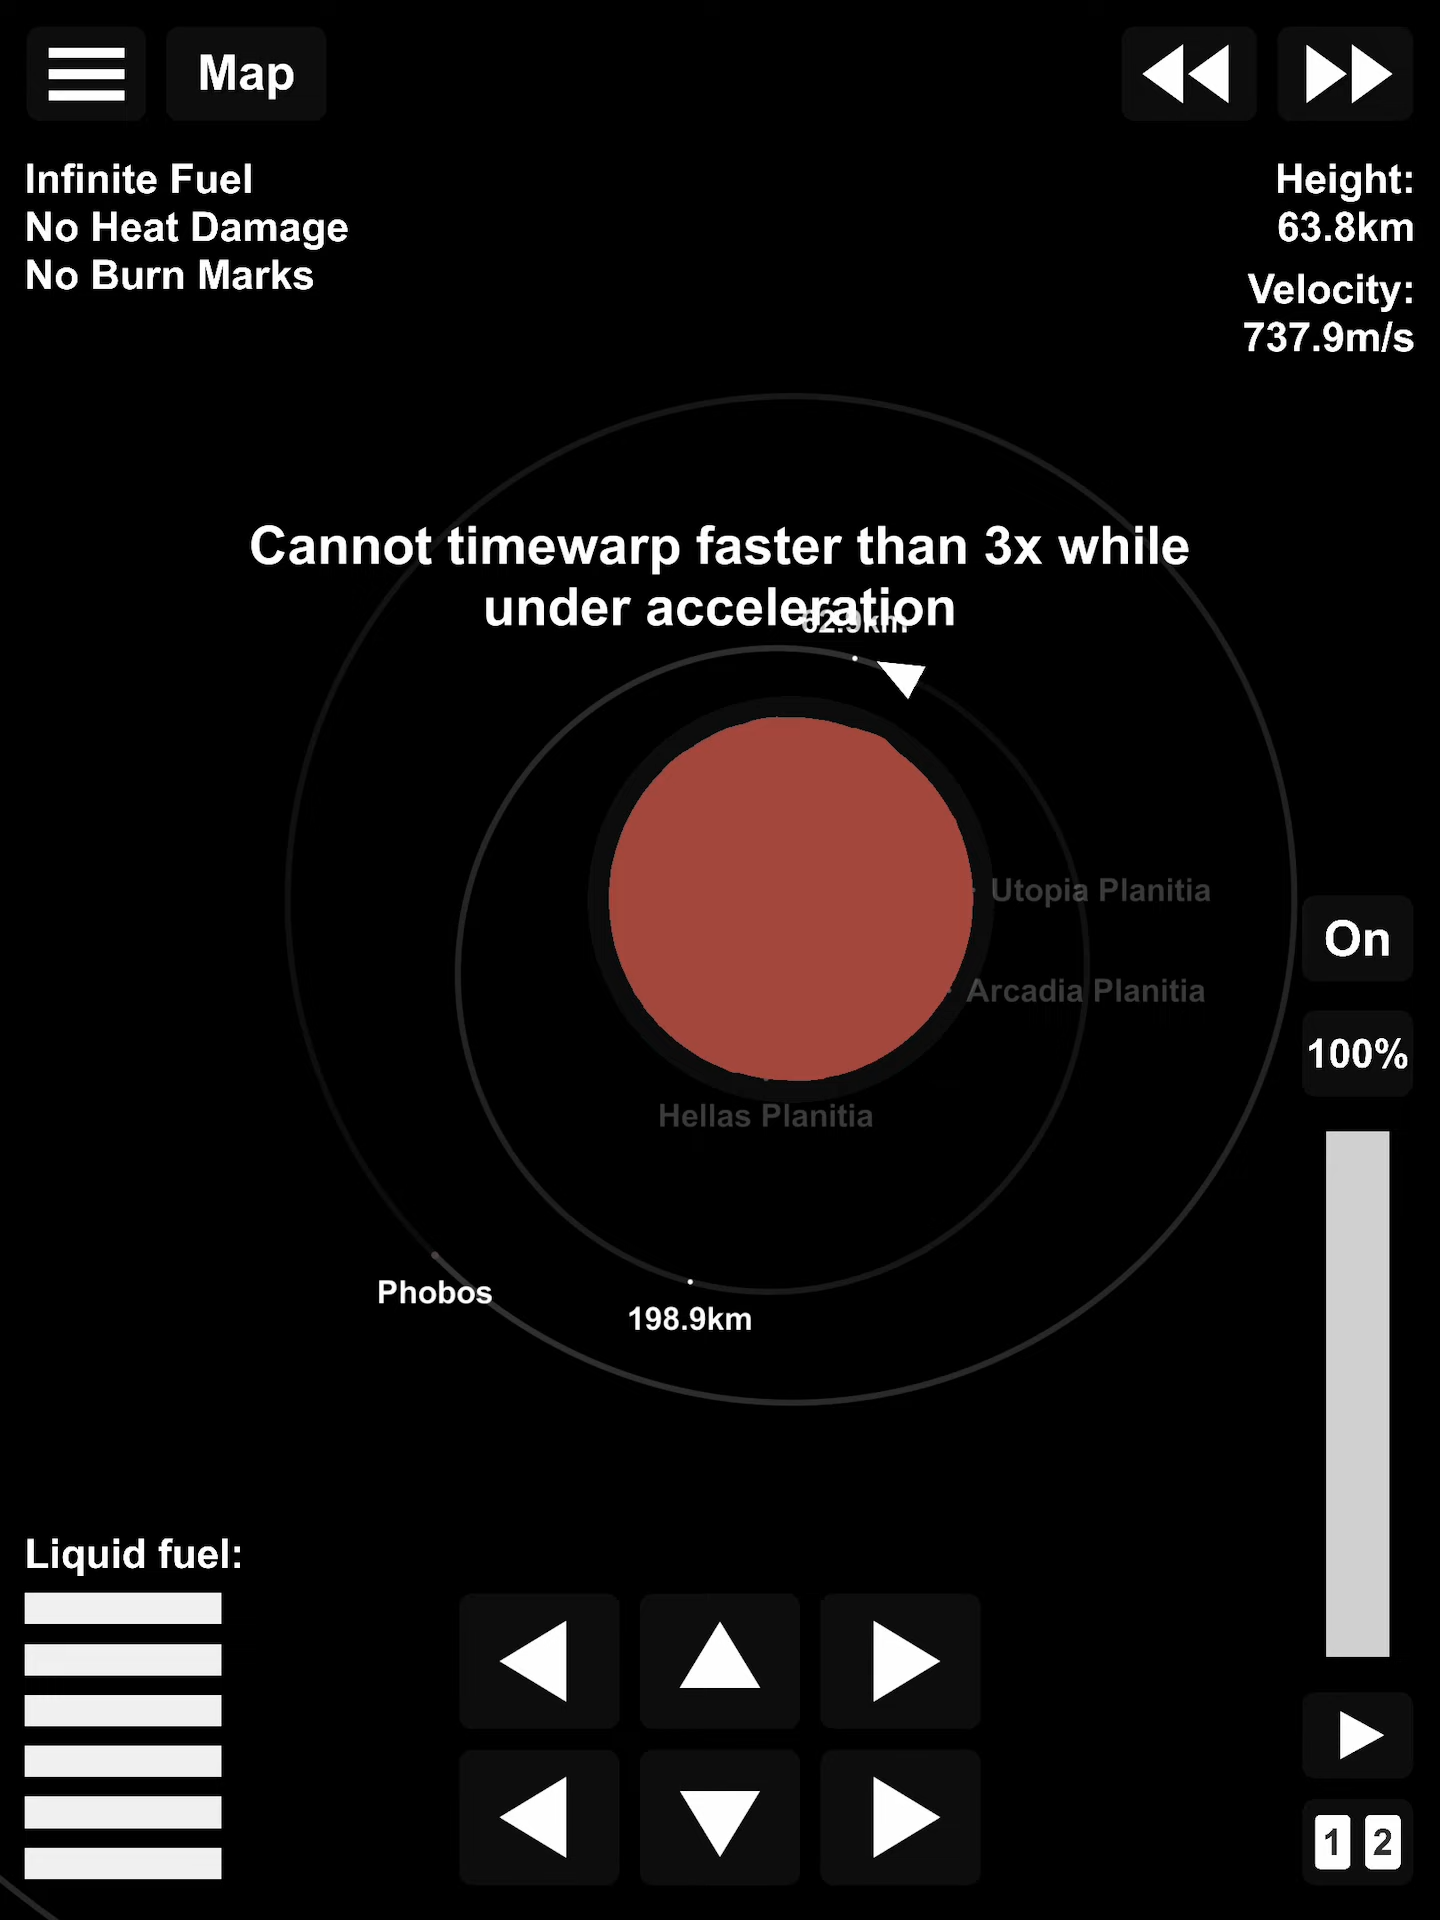 Map
Infinite Fuel
No Heat Damage
No Burn Marks
Height:
63.8km
Velocity:
737.9m/s
Cannot timewarp faster than 3x while
under acceleration
62.9km
Utopia Planitia
On
Arcadia Planitia
100%
Hellas Planitia
Phobos
198.9km
Liquid fuel:
1 2